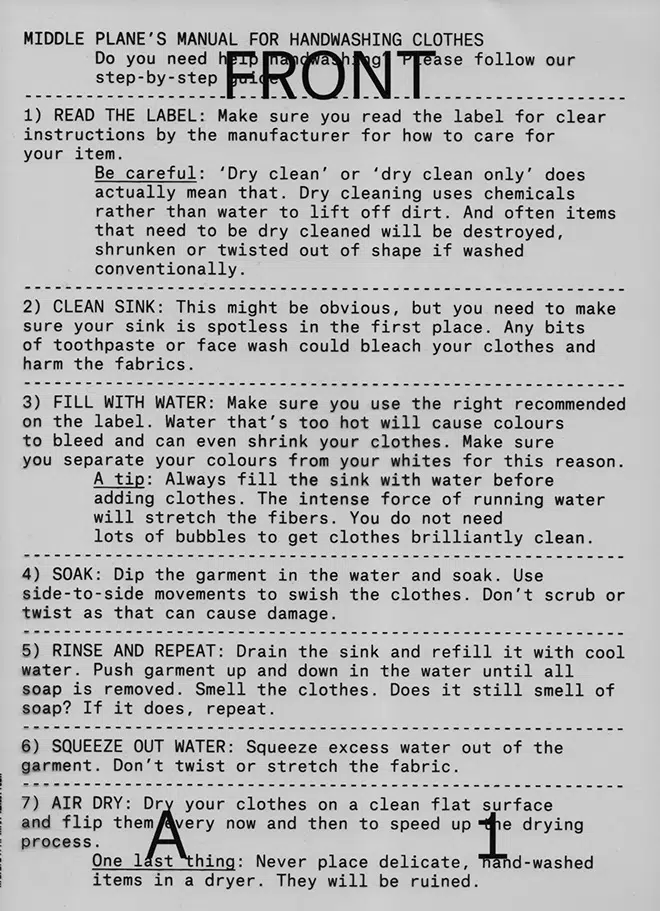 MIDDLE PLANE'S MANUAL FOR HANDWASHING CLOTHES
Do you need help handwashing? Please follow our
step-by-step guide.
FRONT
1) READ THE LABEL: Make sure you read the label for clear
instructions by the manufacturer for how to care for
your item.
Be careful: ‘Dry clean’ or ‘dry clean only’ does
actually mean that. Dry cleaning uses chemicals
rather than water to lift off dirt. And often items
that need to be dry cleaned will be destroyed,
shrunken or twisted out of shape if washed
conventionally.
2) CLEAN SINK: This might be obvious, but you need to make
sure your sink is spotless in the first place. Any bits
of toothpaste or face wash could bleach your clothes and
harm the fabrics.
3) FILL WITH WATER: Make sure you use the right recommended
on the label. Water that’s too hot will cause colours
to bleed and can even shrink your clothes. Make sure
you separate your colours from your whites for this reason.
A tip: Always fill the sink with water before
adding clothes. The intense force of running water
will stretch the fibers. You do not need
lots of bubbles to get clothes brilliantly clean.
4) SOAK: Dip the garment in the water and soak. Use
side-to-side movements to swish the clothes. Don’t scrub or
twist as that can cause damage.
5) RINSE AND REPEAT: Drain the sink and refill it with cool
water. Push garment up and down in the water until all
soap is removed. Smell the clothes. Does it still smell of
soap? If it does, repeat.
6) SQUEEZE OUT WATER: Squeeze excess water out of the
garment. Don’t twist or stretch the fabric.
7) AIR DRY: Dry your clothes on a clean flat surface
and flip them every now and then to speed up the drying
process.
A 1
One last thing: Never place delicate, hand-washed
items in a dryer. They will be ruined.